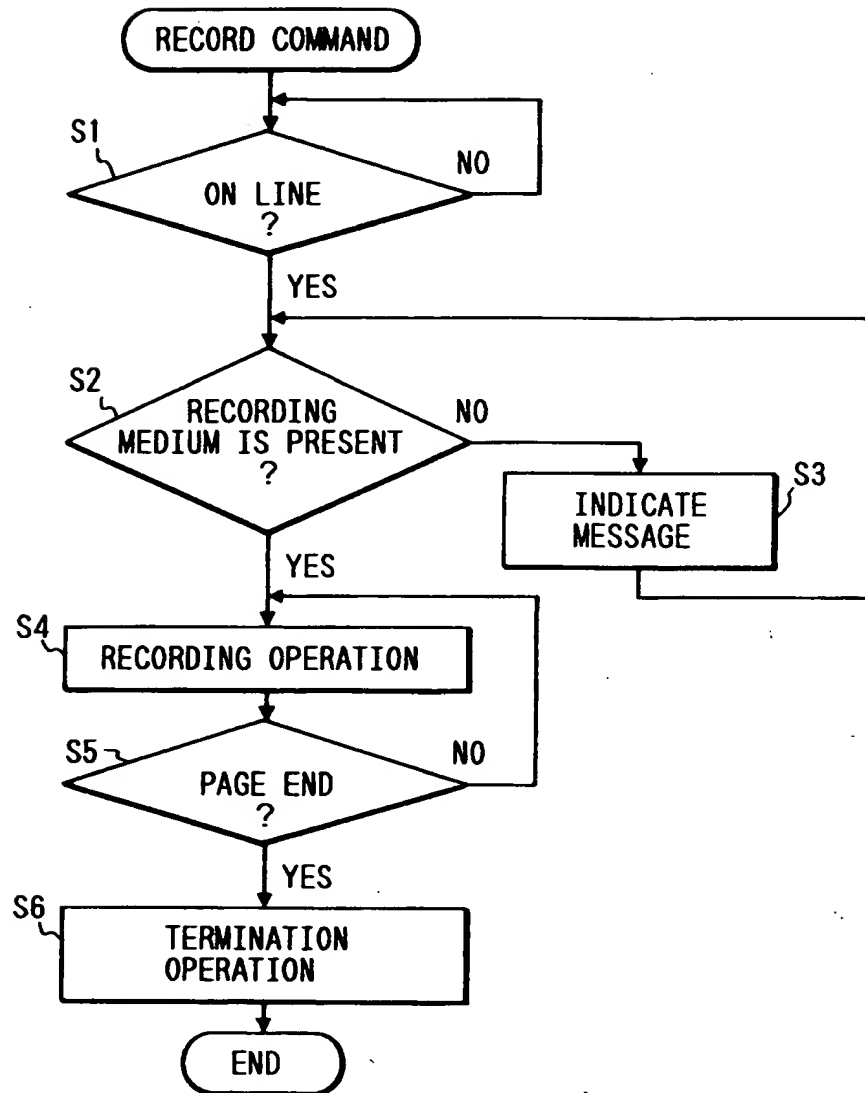 RECORD COMMAND
S1
NO
ON LINE
?
YES
S2
NO
RECORDING
MEDIUM IS PRESENT
?
S3
INDICATE
MESSAGE
YES
S4
RECORDING OPERATION
S5
NO
PAGE END
?
YES
S6
TERMINATION
OPERATION
END